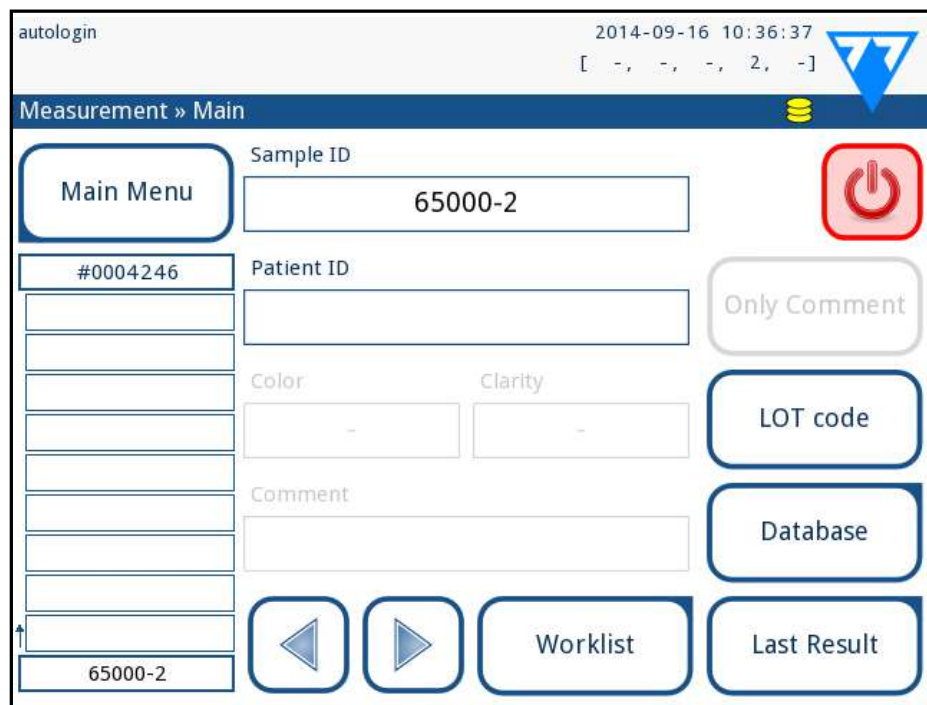 autologin
2014-09-16 10:36:37
[ -, -, -, 2, -]
Measurement » Main
Main Menu
Sample ID
65000-2
#0004246
Patient ID
Only Comment
Color
Clarity
-
-
LOT code
Comment
Database
Worklist
Last Result
65000-2